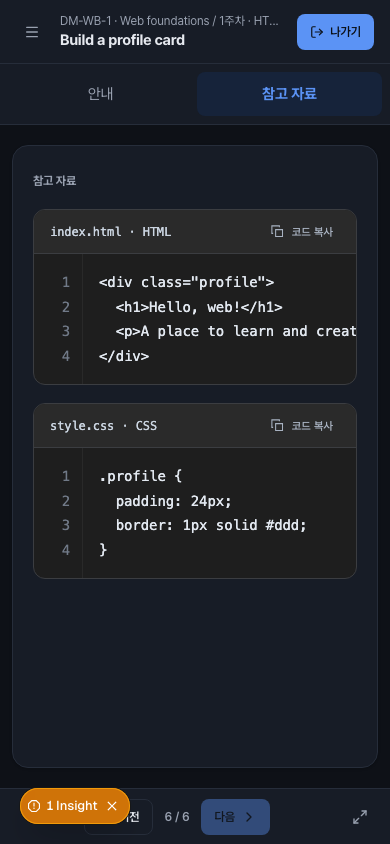 DM-WB-1 · Web foundations / 1주차 · HT...
Build a profile card
나가기
안내
참고 자료
참고 자료
index.html · HTML
코드 복사
1 <div class="profile">
2 <h1>Hello, web!</h1>
3 <p>A place to learn and creat
4 </div>
style.css · CSS
코드 복사
1 .profile {
2 padding: 24px;
3 border: 1px solid #ddd;
4 }
1 Insight
전
6 / 6
다음